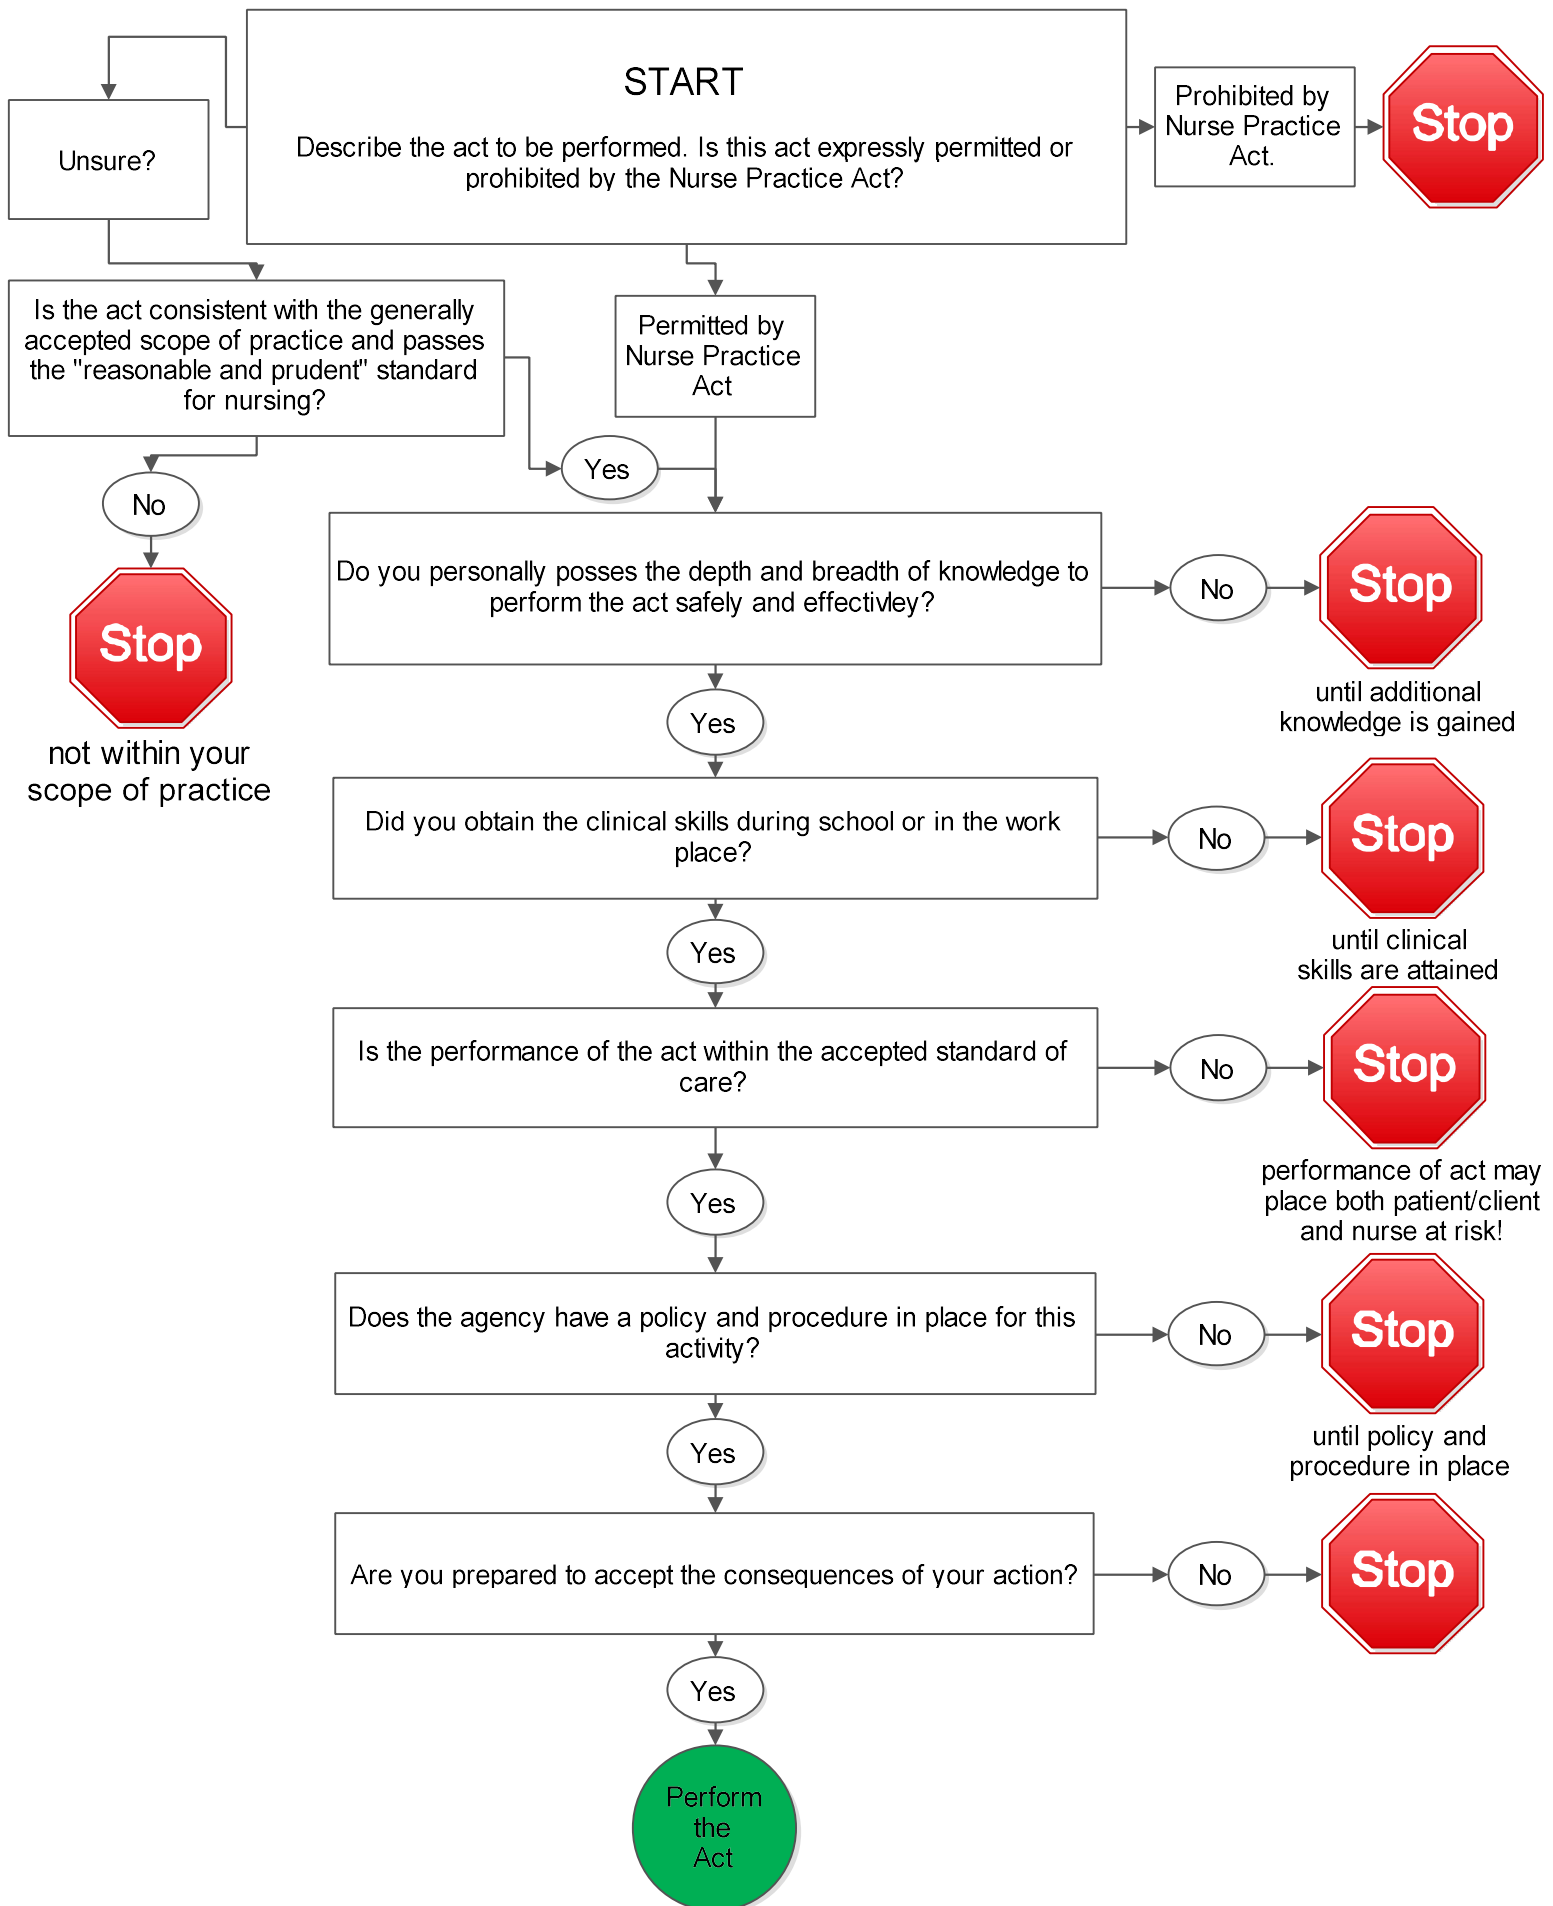 START
Describe the act to be performed. Is this act expressly permitted or
prohibited by the Nurse Practice Act?
Unsure?
Prohibited by
Nurse Practice
Act.
Stop
Is the act consistent with the generally
accepted scope of practice and passes
the "reasonable and prudent" standard
for nursing?
Permitted by
Nurse Practice
Act
Yes
No
Stop
not within your
scope of practice
Do you personally posses the depth and breadth of knowledge to
perform the act safely and effectivley?
No
Stop
until additional
knowledge is gained
Yes
Did you obtain the clinical skills during school or in the work
place?
No
Stop
until clinical
skills are attained
Yes
Is the performance of the act within the accepted standard of
care?
No
Stop
performance of act may
place both patient/client
and nurse at risk!
Yes
Does the agency have a policy and procedure in place for this
activity?
No
Stop
until policy and
procedure in place
Yes
Are you prepared to accept the consequences of your action?
No
Stop
Yes
Perform
the
Act